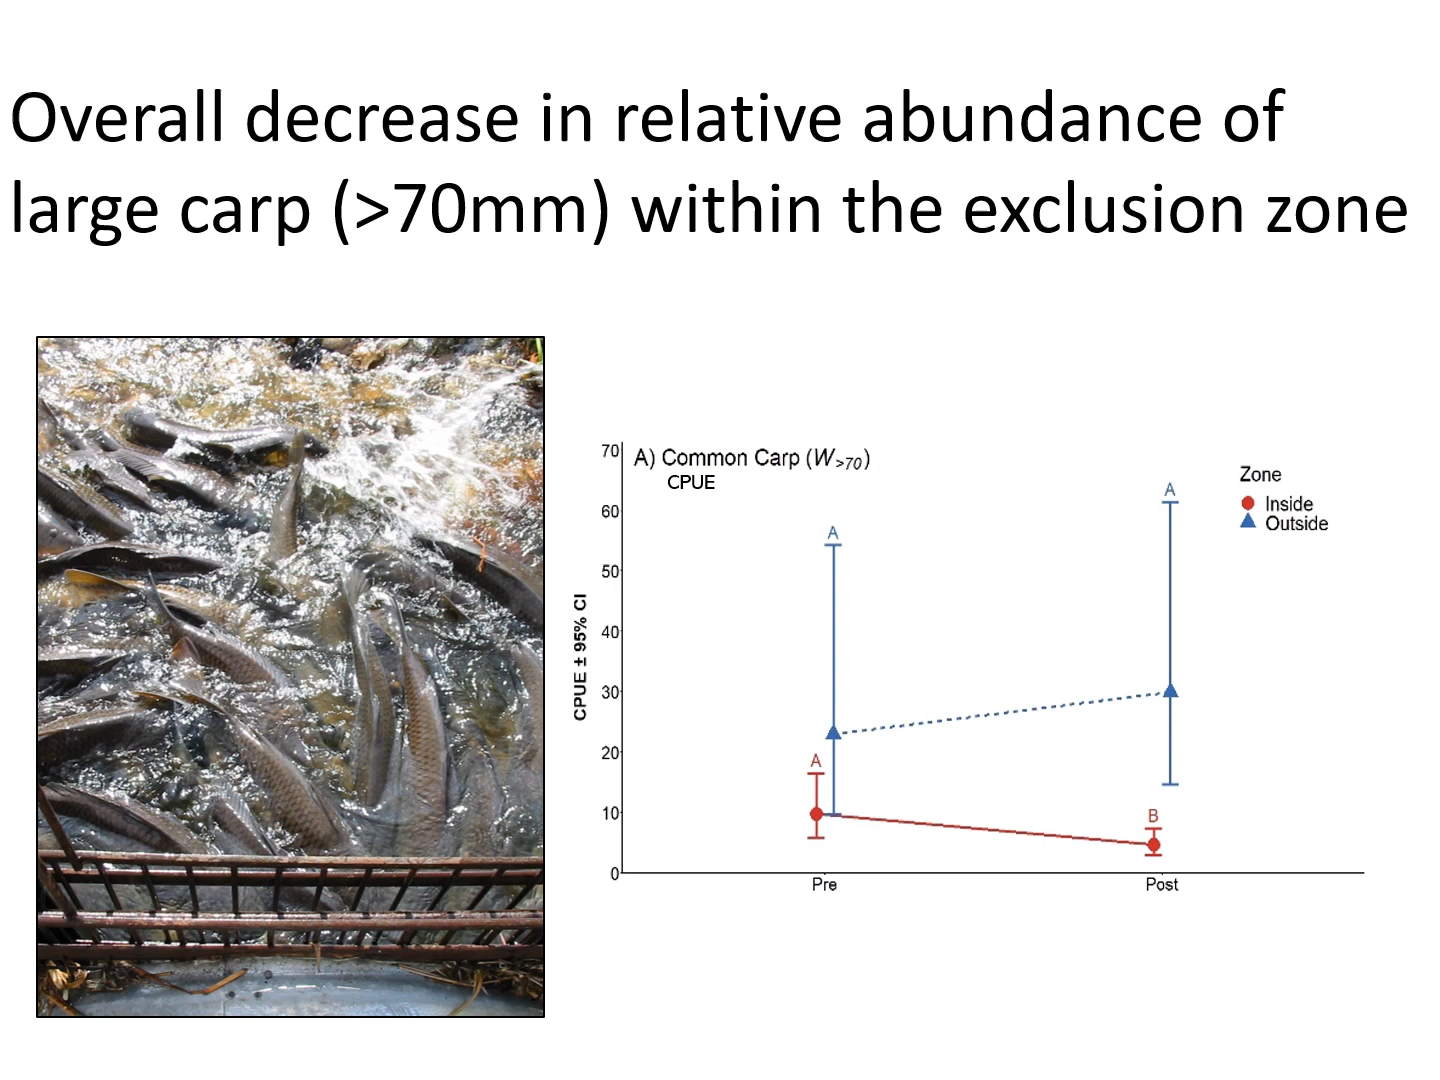 Overall decrease in relative abundance of
large carp (>70mm) within the exclusion zone
A) Common Carp (W>70)
CPUE
Zone
Inside
Outside
CPUE ± 95% CI
70
60
50
40
30
20
10
0
A
A
A
B
Pre
Post